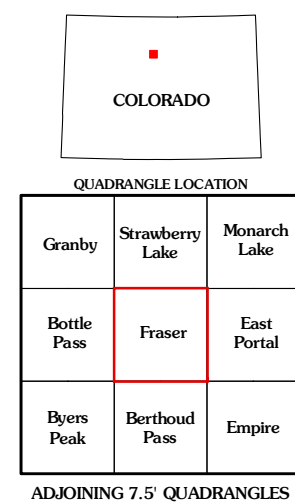 COLORADO
QUADRANGLE LOCATION
Granby
Strawberry
Lake
Monarch
Lake
Bottle
Pass
Fraser
East
Portal
Byers
Peak
Berthoud
Pass
Empire
ADJOINING 7.5' QUADRANGLES